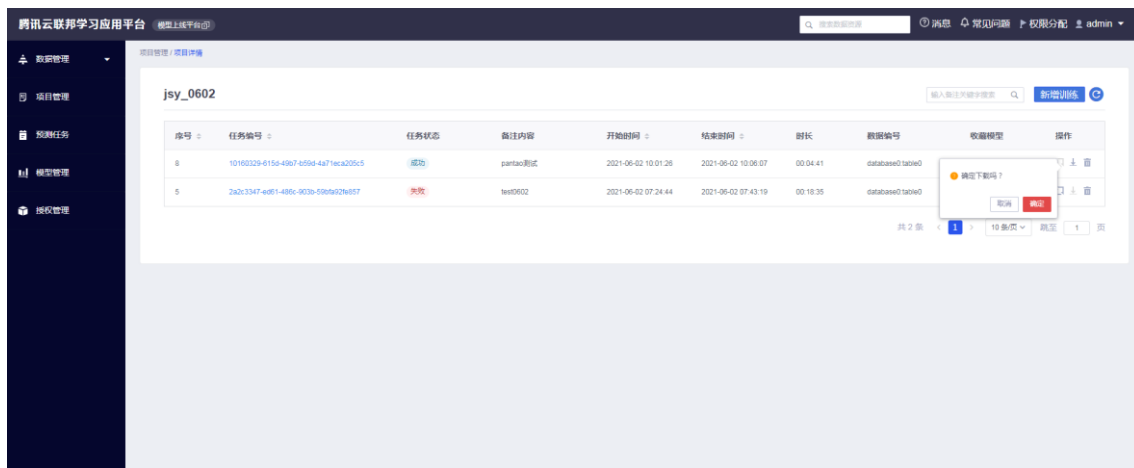 腾讯云联邦学习应用平台 模型上线平台 搜索数据资源 消息 常见问题 权限分配 admin
数据管理
项目管理
预测任务
模型管理
授权管理
项目管理 / 项目详情
jsy_0602 输入备注关键字搜索 新增训练
序号 任务编号 任务状态 备注内容 开始时间 结束时间 时长 数据编号 收藏模型 操作
8 10160329-615d-49b7-b59d-4a71eca205c5 成功 pantao测试 2021-06-02 10:01:26 2021-06-02 10:06:07 00:04:41 database0:table0
5 2a2c3347-ed61-486c-903b-59bfa92fe857 失败 test0602 2021-06-02 07:24:44 2021-06-02 07:43:19 00:18:35 database0:table0
确定下载吗？
取消 确定
共 2 条 1 10 条/页 跳至 1 页